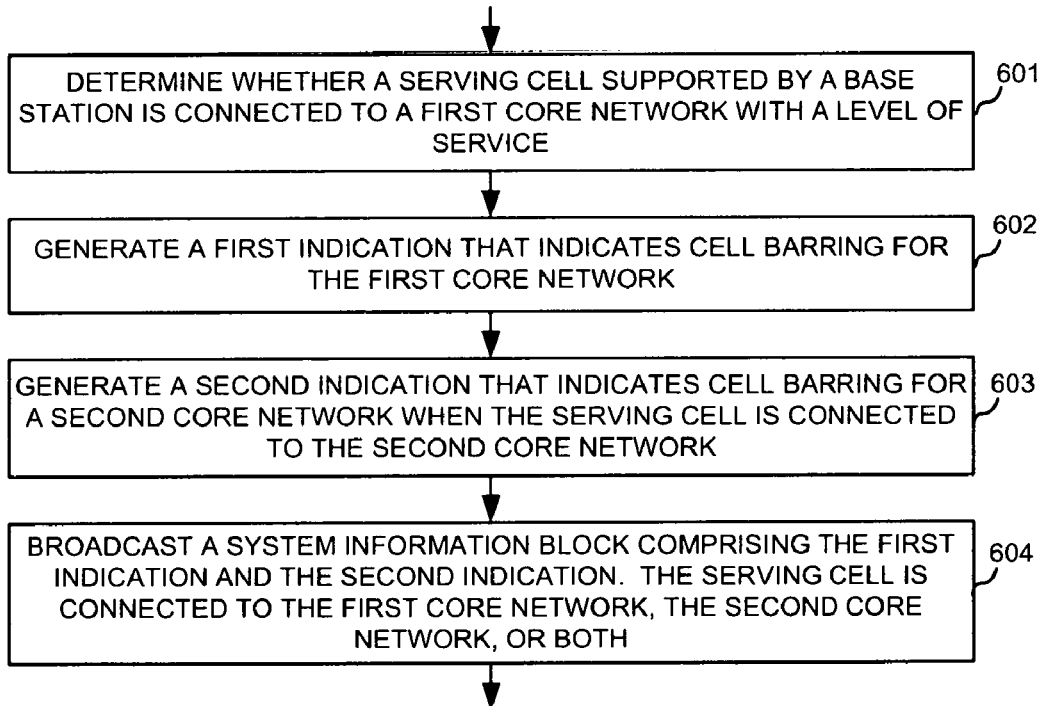 DETERMINE WHETHER A SERVING CELL SUPPORTED BY A BASE
STATION IS CONNECTED TO A FIRST CORE NETWORK WITH A LEVEL OF
SERVICE
601
GENERATE A FIRST INDICATION THAT INDICATES CELL BARRING FOR
THE FIRST CORE NETWORK
602
GENERATE A SECOND INDICATION THAT INDICATES CELL BARRING FOR
A SECOND CORE NETWORK WHEN THE SERVING CELL IS CONNECTED
TO THE SECOND CORE NETWORK
603
BROADCAST A SYSTEM INFORMATION BLOCK COMPRISING THE FIRST
INDICATION AND THE SECOND INDICATION. THE SERVING CELL IS
CONNECTED TO THE FIRST CORE NETWORK, THE SECOND CORE
NETWORK, OR BOTH
604